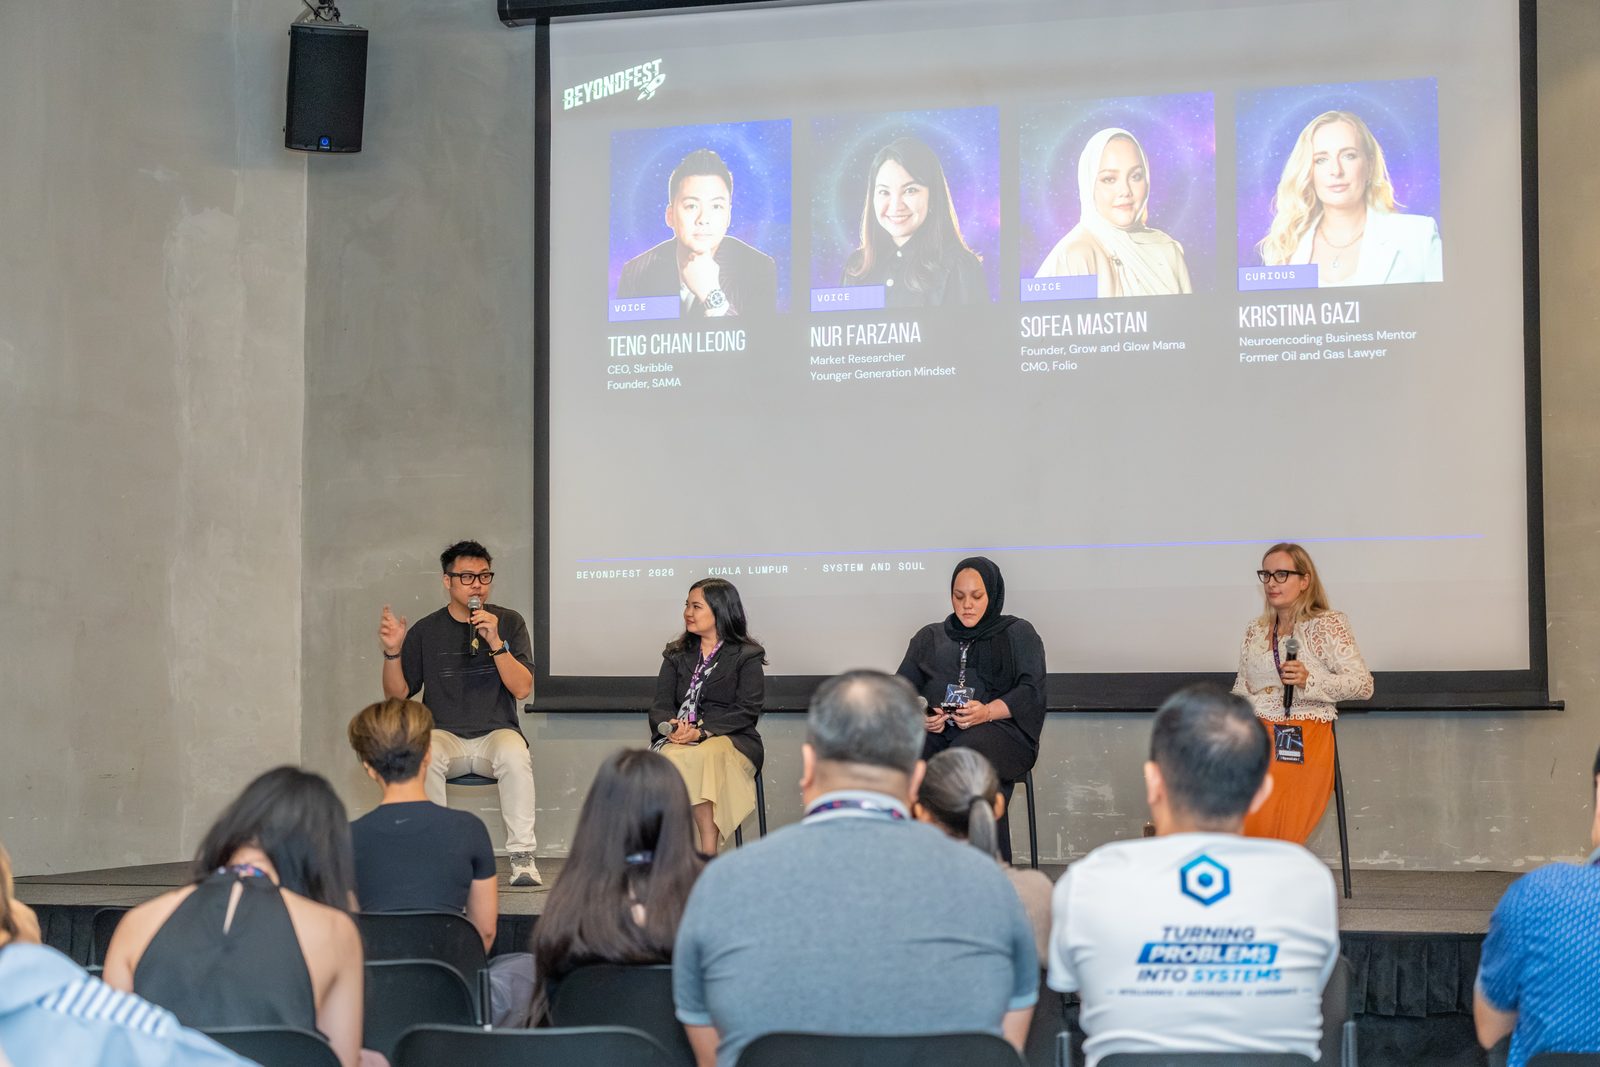 BEYONDFEST
VOICE
TENG CHAN LEONG
CEO, Skribble
Founder, SAMA
VOICE
NUR FARZANA
Market Researcher
Younger Generation Mindset
VOICE
SOFEA MASTAN
Founder, Grow and Glow Mama
CMO, Folio
CURIOUS
KRISTINA GAZI
Neuroencoding Business Mentor
Former Oil and Gas Lawyer
BEYONDFEST 2026 · KUALA LUMPUR · SYSTEM AND SOUL
TURNING
PROBLEMS
INTO SYSTEMS